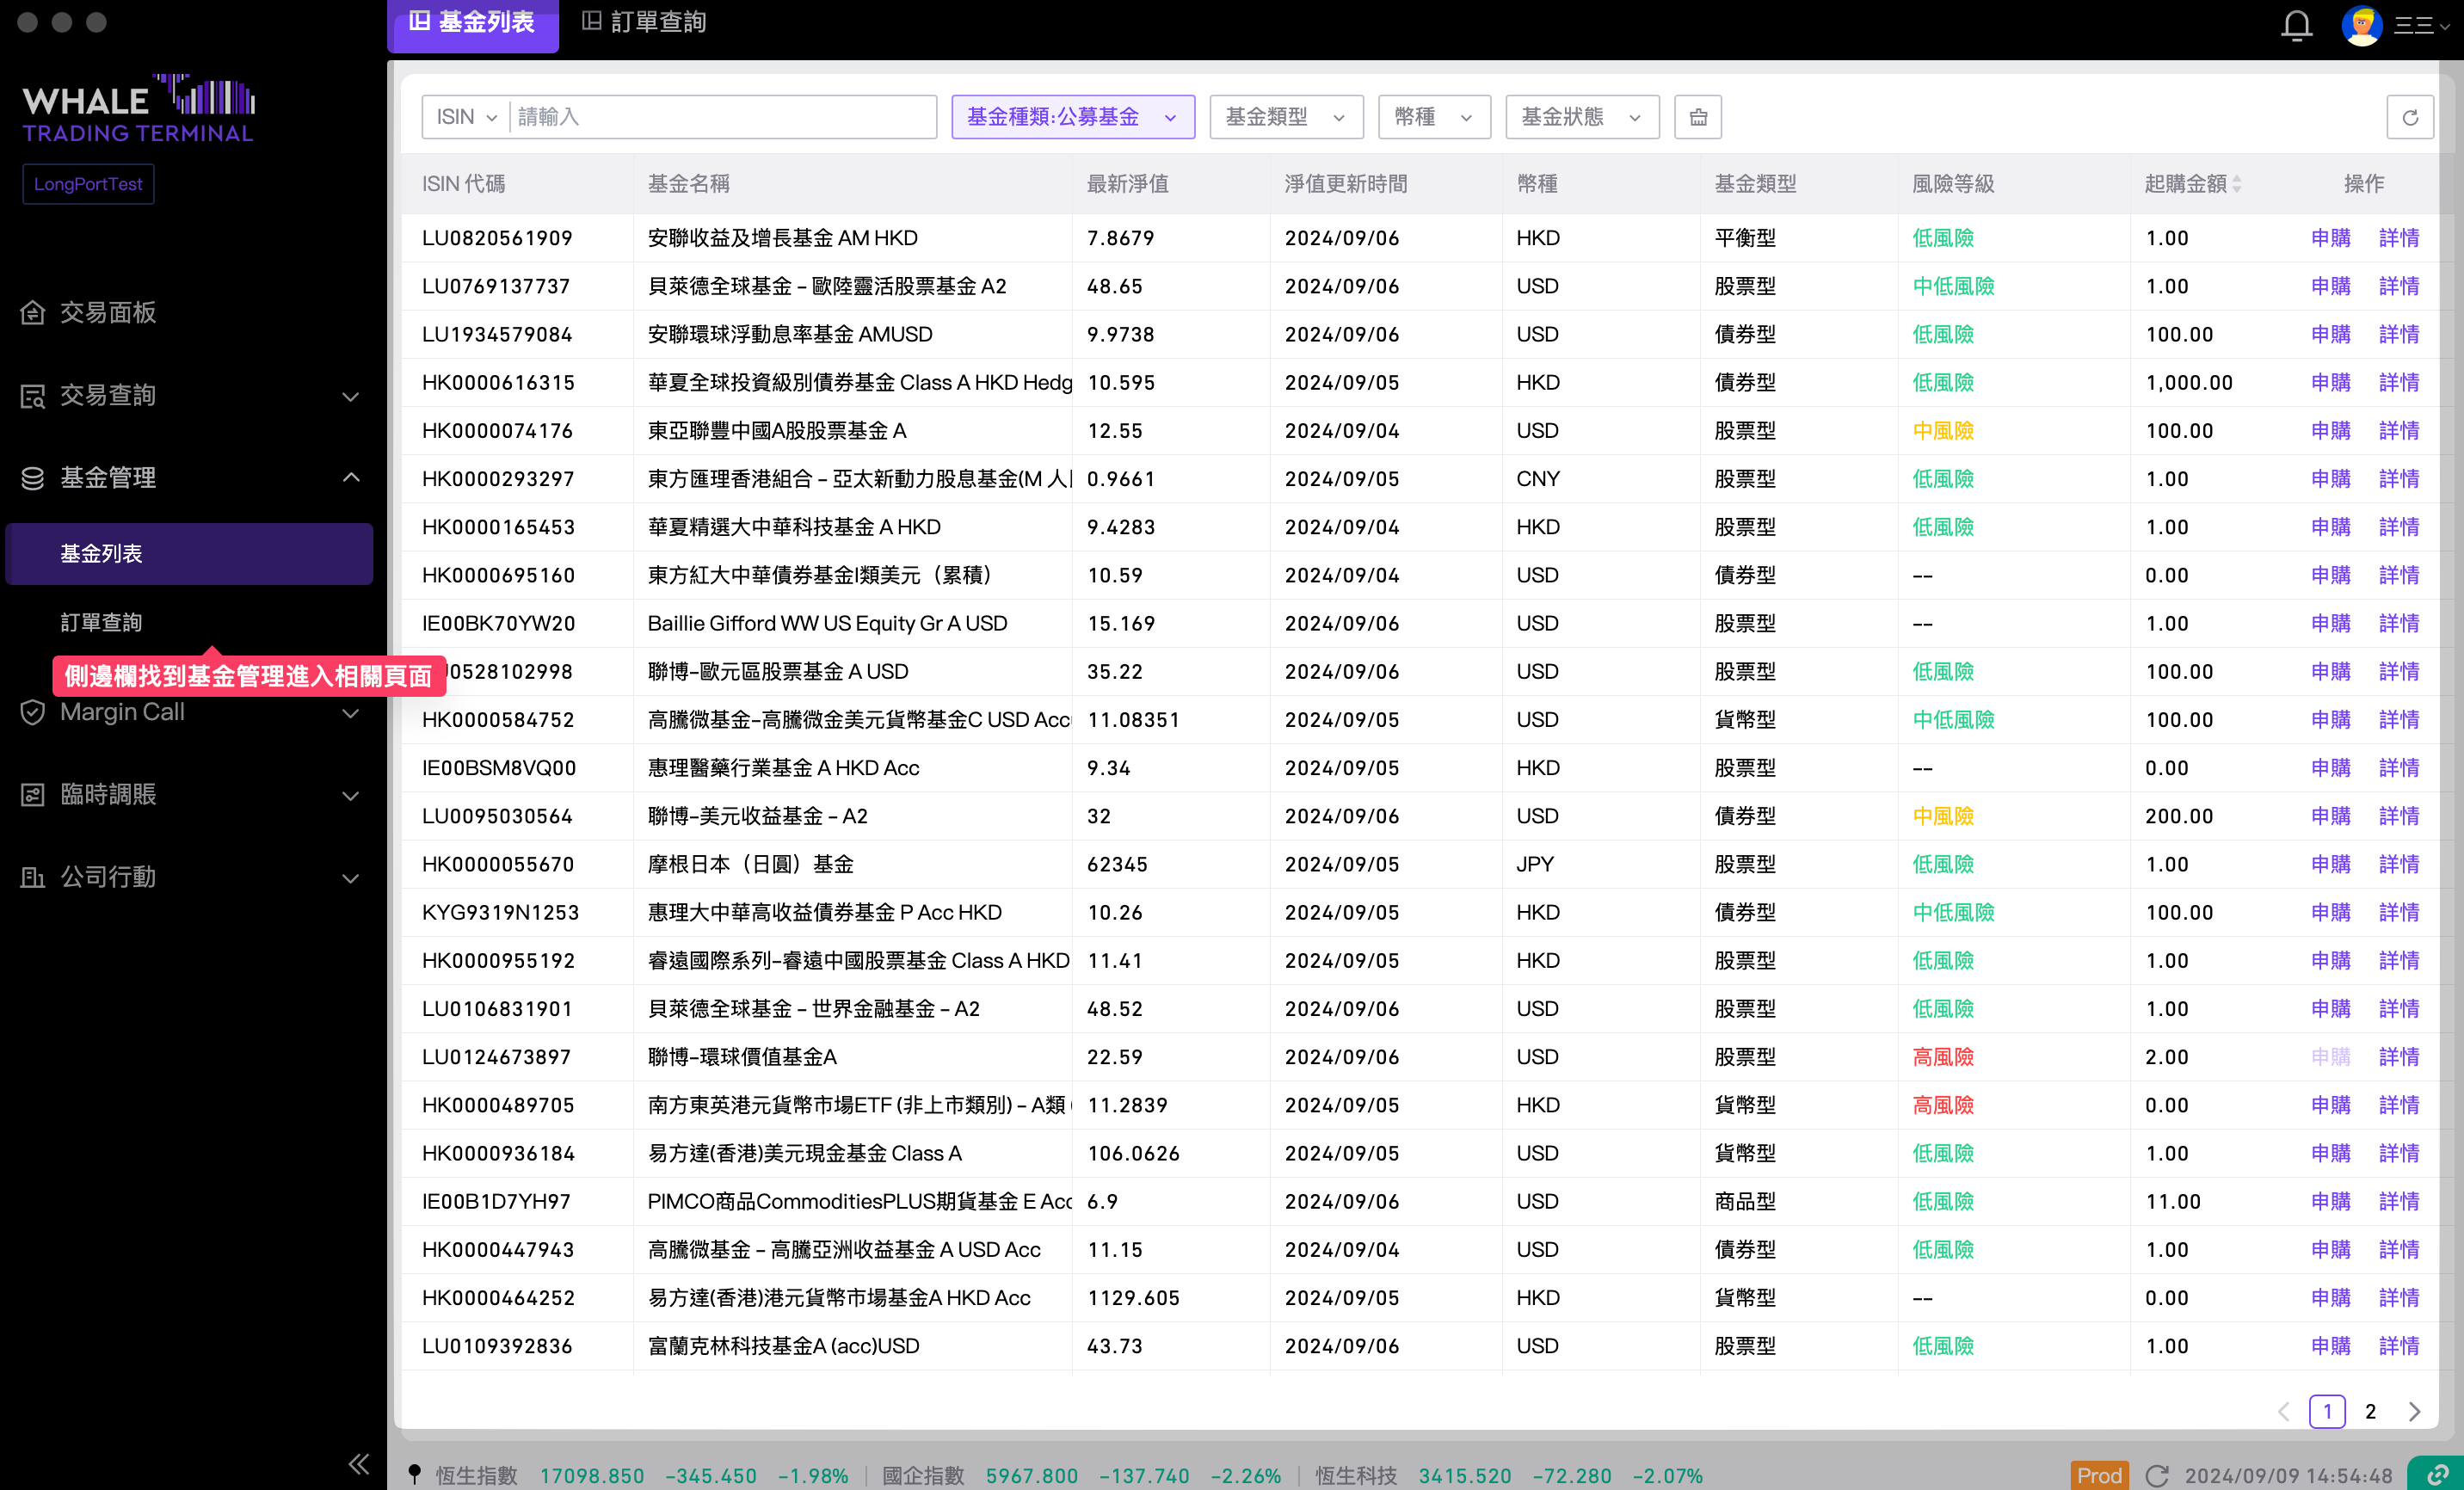 基金列表 訂單查詢 三三
WHALE
TRADING TERMINAL
LongPortTest
交易面板
交易查詢
基金管理
基金列表
訂單查詢
側邊欄找到基金管理進入相關頁面
Margin Call
臨時調賬
公司行動
ISIN 請輸入 基金種類:公募基金 基金類型 幣種 基金狀態
ISIN 代碼 基金名稱 最新淨值 淨值更新時間 幣種 基金類型 風險等級 起購金額 操作
LU0820561909 安聯收益及增長基金 AM HKD 7.8679 2024/09/06 HKD 平衡型 低風險 1.00 申購 詳情
LU0769137737 貝萊德全球基金 – 歐陸靈活股票基金 A2 48.65 2024/09/06 USD 股票型 中低風險 1.00 申購 詳情
LU1934579084 安聯環球浮動息率基金 AMUSD 9.9738 2024/09/06 USD 債券型 低風險 100.00 申購 詳情
HK0000616315 華夏全球投資級別債券基金 Class A HKD Hedg 10.595 2024/09/05 HKD 債券型 低風險 1,000.00 申購 詳情
HK0000074176 東亞聯豐中國A股股票基金 A 12.55 2024/09/04 USD 股票型 中風險 100.00 申購 詳情
HK0000293297 東方匯理香港組合 – 亞太新動力股息基金(M 人 0.9661 2024/09/05 CNY 股票型 低風險 1.00 申購 詳情
HK0000165453 華夏精選大中華科技基金 A HKD 9.4283 2024/09/04 HKD 股票型 低風險 1.00 申購 詳情
HK0000695160 東方紅大中華債券基金I類美元（累積） 10.59 2024/09/04 USD 債券型 -- 0.00 申購 詳情
IE00BK70YW20 Baillie Gifford WW US Equity Gr A USD 15.169 2024/09/06 USD 股票型 -- 1.00 申購 詳情
0528102998 聯博–歐元區股票基金 A USD 35.22 2024/09/06 USD 股票型 低風險 100.00 申購 詳情
HK0000584752 高騰微基金–高騰微金美元貨幣基金C USD Acc 11.08351 2024/09/05 USD 貨幣型 中低風險 100.00 申購 詳情
IE00BSM8VQ00 惠理醫藥行業基金 A HKD Acc 9.34 2024/09/05 HKD 股票型 -- 0.00 申購 詳情
LU0095030564 聯博–美元收益基金 – A2 32 2024/09/06 USD 債券型 中風險 200.00 申購 詳情
HK0000055670 摩根日本（日圓）基金 62345 2024/09/05 JPY 股票型 低風險 1.00 申購 詳情
KYG9319N1253 惠理大中華高收益債券基金 P Acc HKD 10.26 2024/09/05 HKD 債券型 中低風險 100.00 申購 詳情
HK0000955192 睿遠國際系列–睿遠中國股票基金 Class A HKD 11.41 2024/09/05 HKD 股票型 低風險 1.00 申購 詳情
LU0106831901 貝萊德全球基金 – 世界金融基金 – A2 48.52 2024/09/06 USD 股票型 低風險 1.00 申購 詳情
LU0124673897 聯博–環球價值基金A 22.59 2024/09/06 USD 股票型 高風險 2.00 申購 詳情
HK0000489705 南方東英港元貨幣市場ETF (非上市類別) – A類 11.2839 2024/09/05 HKD 貨幣型 高風險 0.00 申購 詳情
HK0000936184 易方達(香港)美元現金基金 Class A 106.0626 2024/09/05 USD 貨幣型 低風險 1.00 申購 詳情
IE00B1D7YH97 PIMCO商品CommoditiesPLUS期貨基金 E Acc 6.9 2024/09/06 USD 商品型 低風險 11.00 申購 詳情
HK0000447943 高騰微基金 – 高騰亞洲收益基金 A USD Acc 11.15 2024/09/04 USD 債券型 低風險 1.00 申購 詳情
HK0000464252 易方達(香港)港元貨幣市場基金A HKD Acc 1129.605 2024/09/05 HKD 貨幣型 -- 0.00 申購 詳情
LU0109392836 富蘭克林科技基金A (acc)USD 43.73 2024/09/06 USD 股票型 低風險 1.00 申購 詳情
1 2
恆生指數 17098.850 -345.450 -1.98% 國企指數 5967.800 -137.740 -2.26% 恆生科技 3415.520 -72.280 -2.07% Prod 2024/09/09 14:54:48